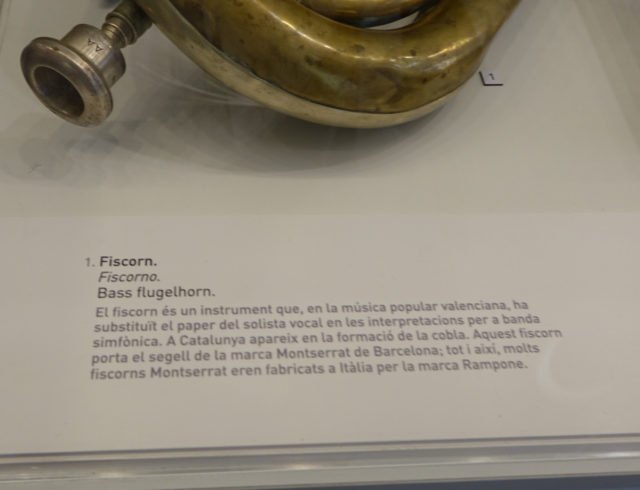 AA
1
1. Fiscorn.
Fiscorno.
Bass flugelhorn.
El fiscorn és un instrument que, en la música popular valenciana, ha
substituït el paper del solista vocal en les interpretacions per a banda
simfònica. A Catalunya apareix en la formació de la cobla. Aquest fiscorn
porta el segell de la marca Montserrat de Barcelona; tot i així, molts
fiscorns Montserrat eren fabricats a Itàlia per la marca Rampone.